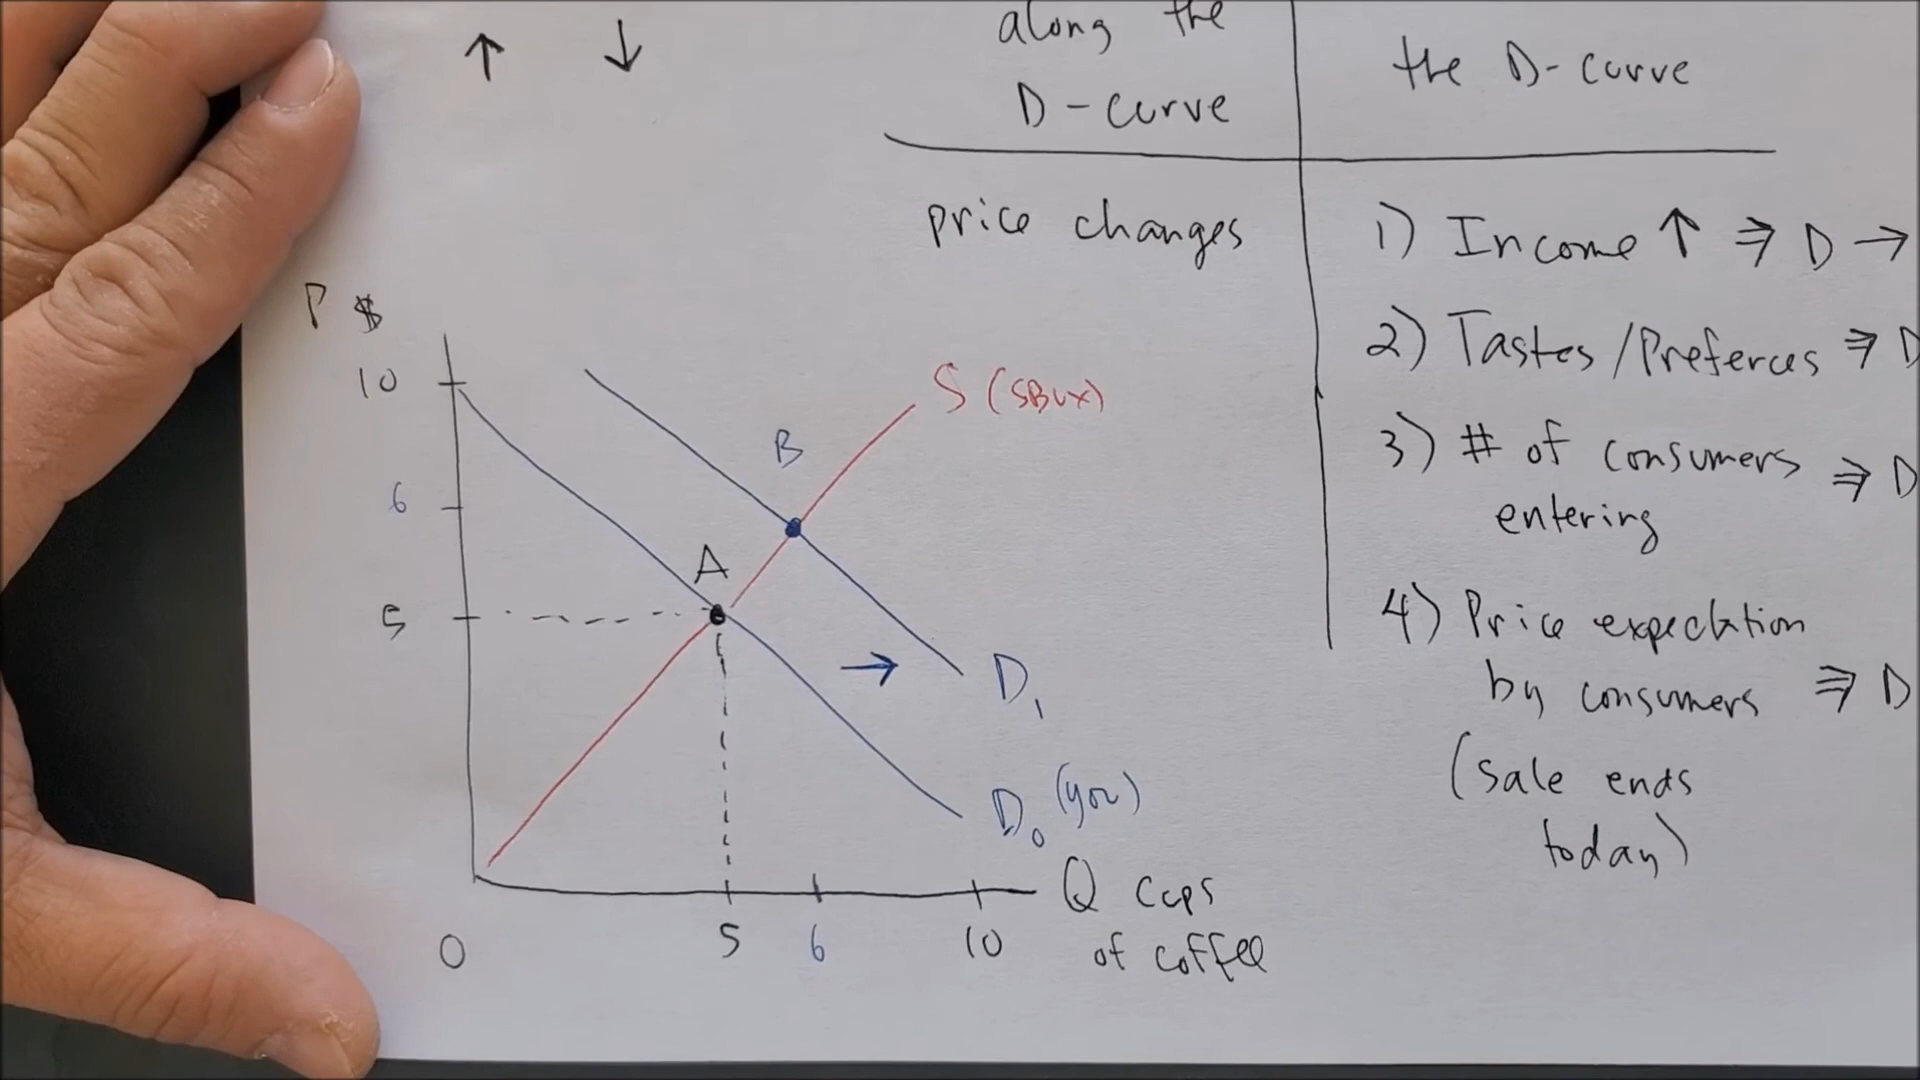 ↑ ↓
along the
D-curve
the D-curve
price changes
1) Income ↑ ⇒ D →
2) Tastes/Prefernces ⇒ D
3) # of consumers ⇒ D
entering
4) Price expectation
by consumers ⇒ D
(sale ends
today)
P $
10
6
5
A
B
S (SBUX)
→ D₁
D₀ (you)
Q cups
of coffee
0 5 6 10